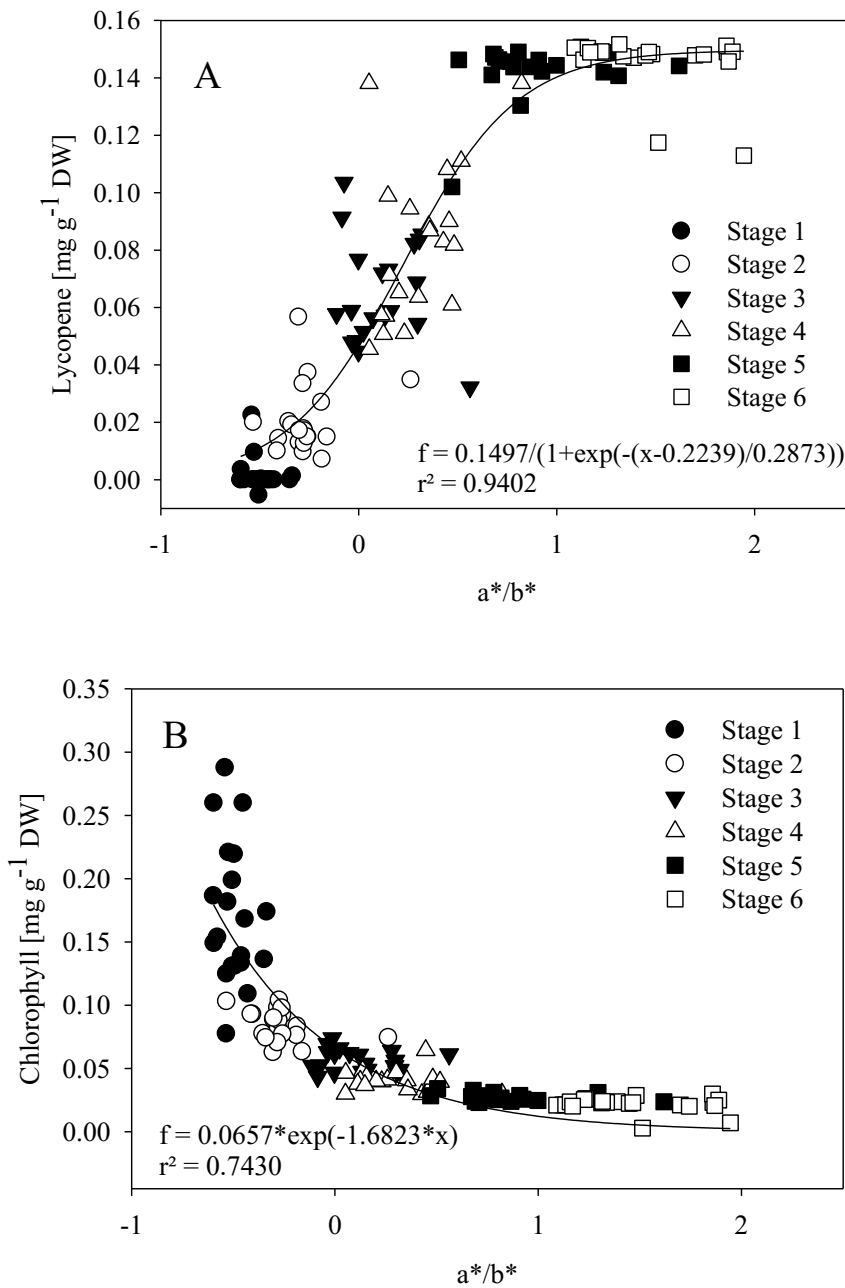 0.16
0.14
0.12
0.10
0.08
0.06
0.04
0.02
0.00
Lycopene [mg g⁻¹ DW]
A
Stage 1
Stage 2
Stage 3
Stage 4
Stage 5
Stage 6
f = 0.1497/(1+exp(-(x-0.2239)/0.2873))
r² = 0.9402
-1 0 1 2
a*/b*
0.35
0.30
0.25
0.20
0.15
0.10
0.05
0.00
Chlorophyll [mg g⁻¹ DW]
B
Stage 1
Stage 2
Stage 3
Stage 4
Stage 5
Stage 6
f = 0.0657*exp(-1.6823*x)
r² = 0.7430
-1 0 1 2
a*/b*